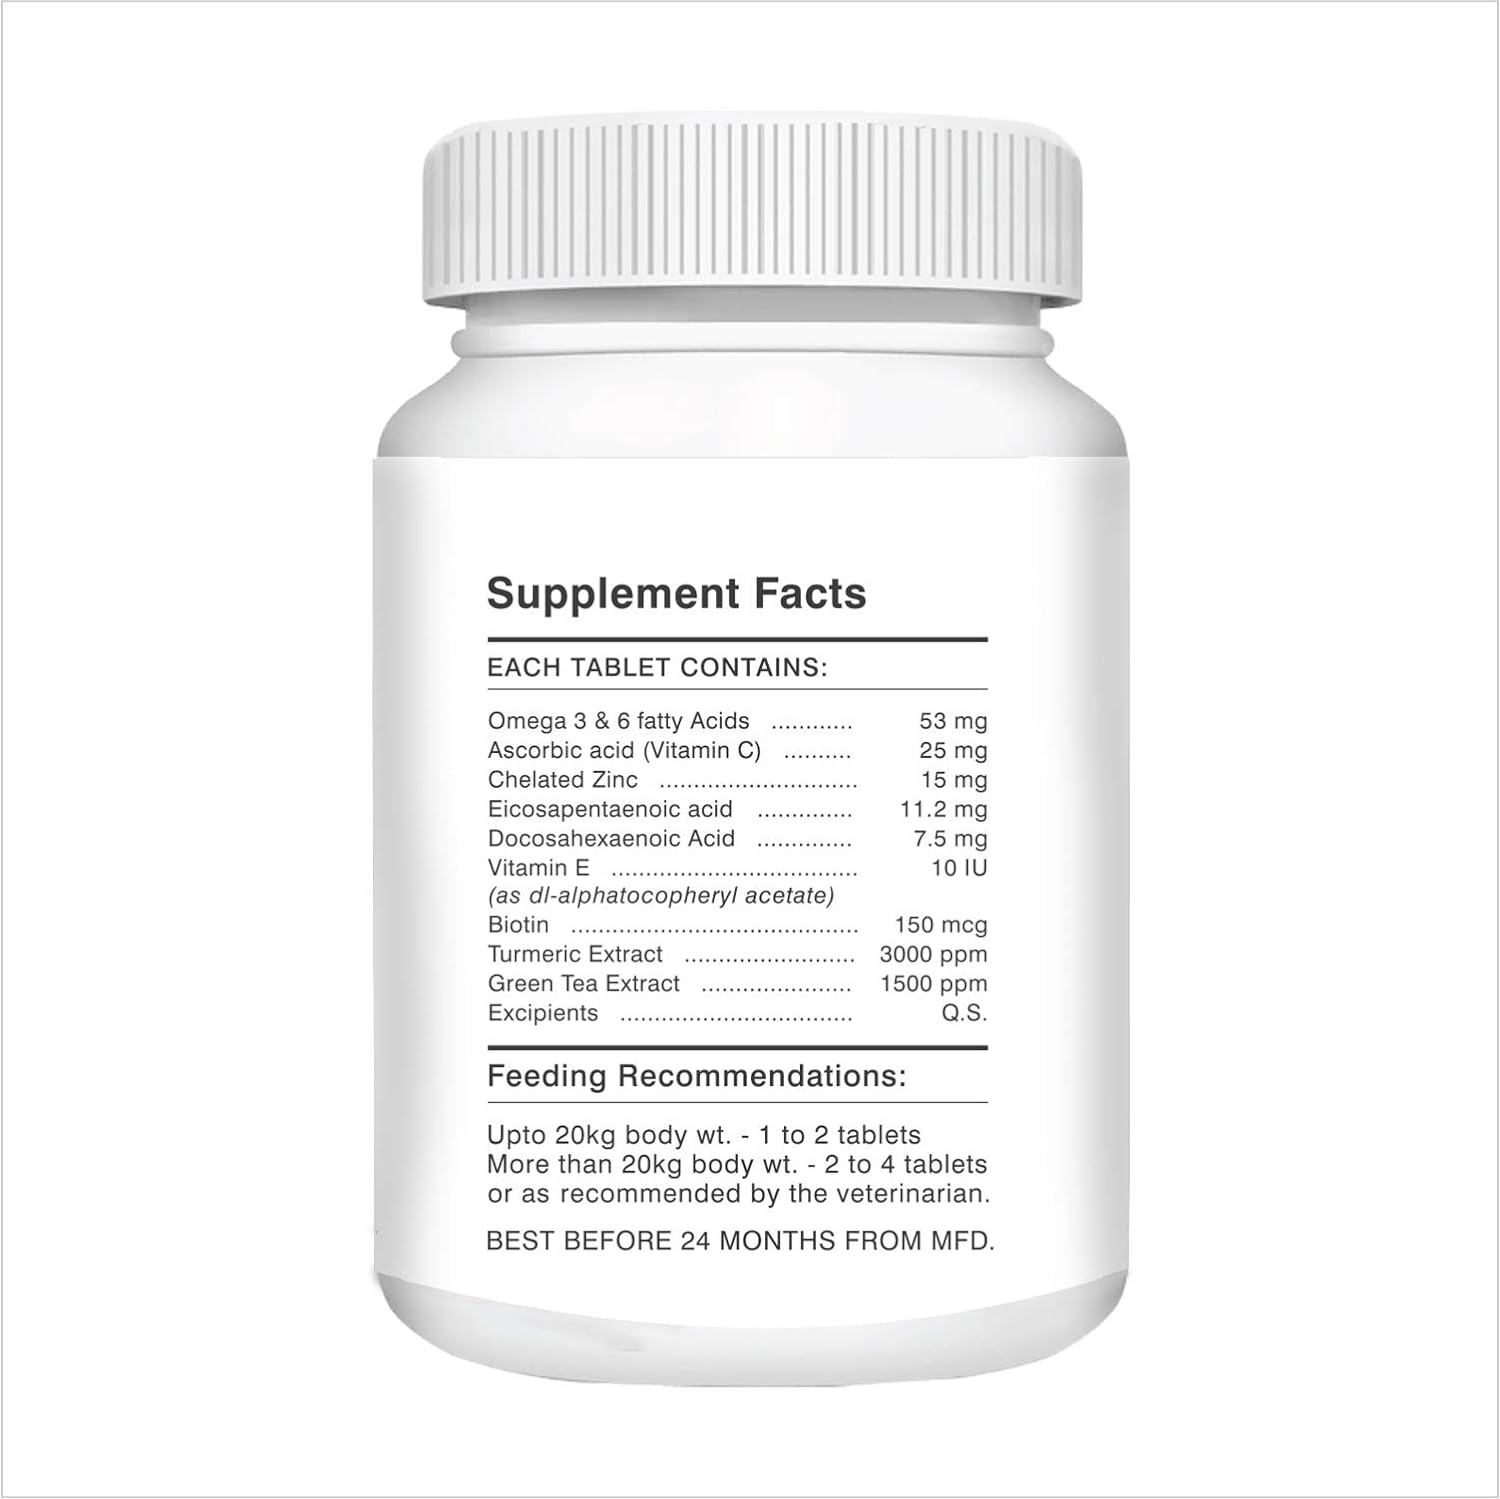 Supplement Facts
EACH TABLET CONTAINS:
Omega 3 & 6 fatty Acids ............ 53 mg
Ascorbic acid (Vitamin C) .......... 25 mg
Chelated Zinc ............................. 15 mg
Eicosapentaenoic acid .............. 11.2 mg
Docosahexaenoic Acid .............. 7.5 mg
Vitamin E .................................... 10 IU
(as dl-alphatocopheryl acetate)
Biotin .......................................... 150 mcg
Turmeric Extract ......................... 3000 ppm
Green Tea Extract ...................... 1500 ppm
Excipients .................................. Q.S.
Feeding Recommendations:
Upto 20kg body wt. - 1 to 2 tablets
More than 20kg body wt. - 2 to 4 tablets
or as recommended by the veterinarian.
BEST BEFORE 24 MONTHS FROM MFD.